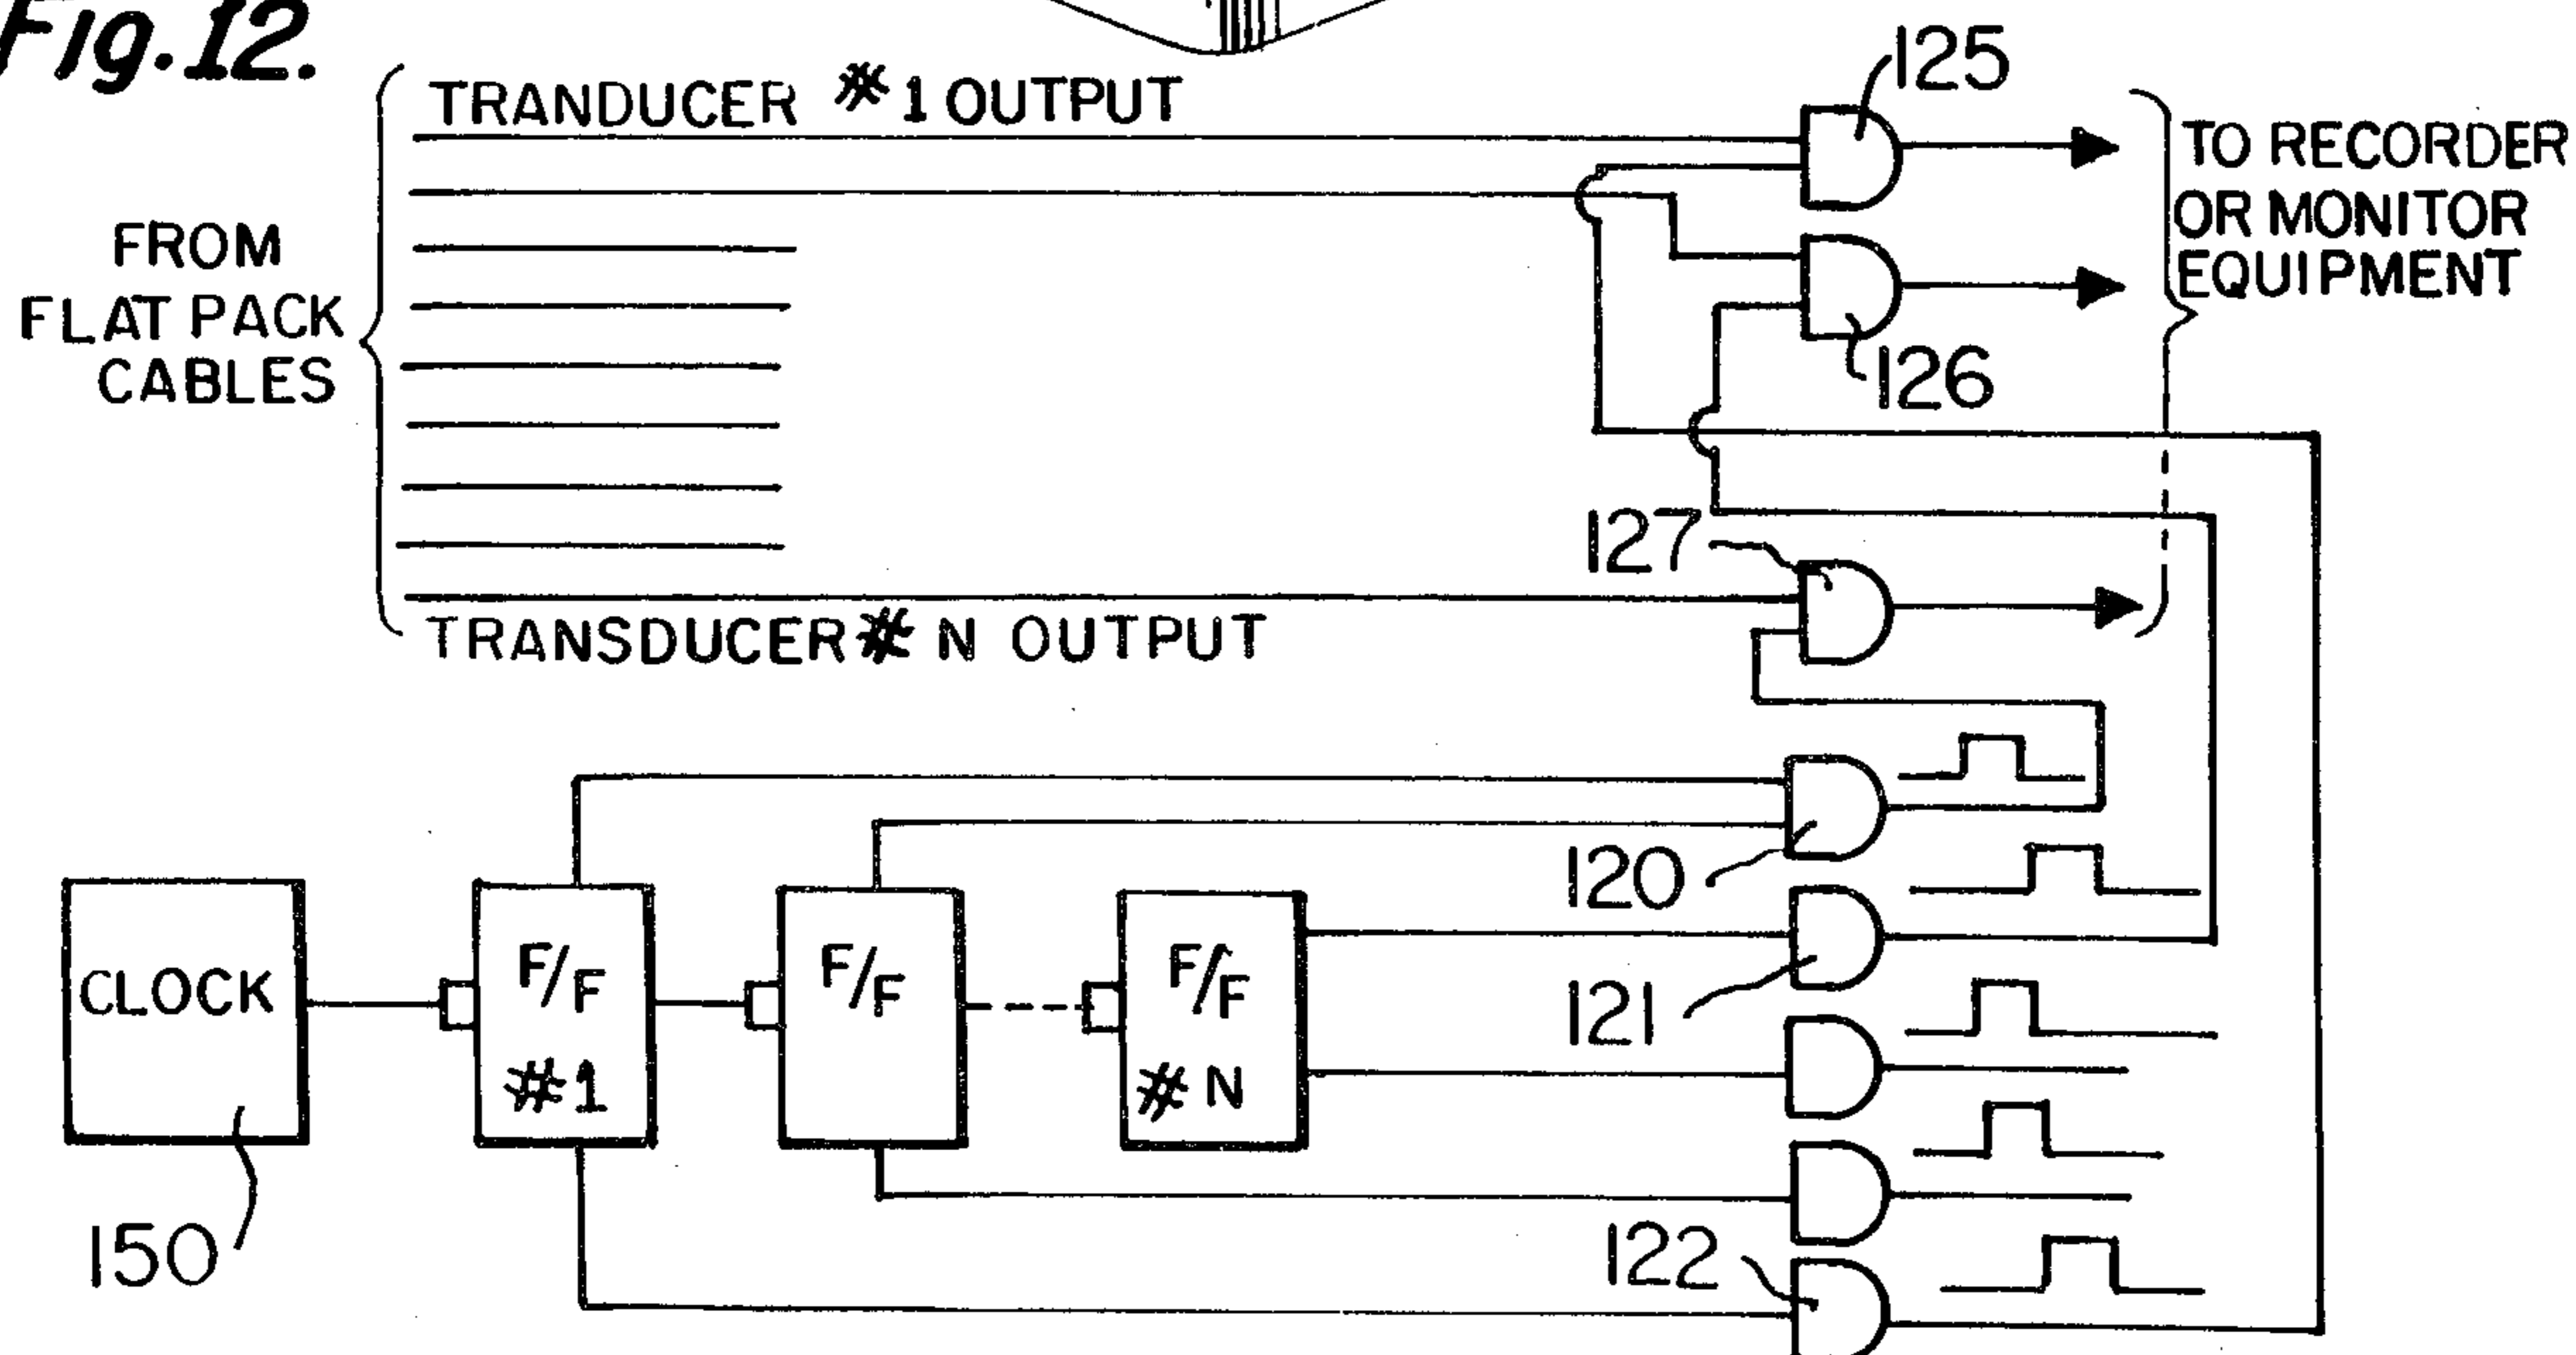 Fig. 12.
TRANDUCER #1 OUTPUT
125
TO RECORDER
OR MONITOR
EQUIPMENT
FROM
FLAT PACK
CABLES
126
127
TRANSDUCER # N OUTPUT
120
CLOCK
F/F
#1
F/F
F/F
# N
121
150
122